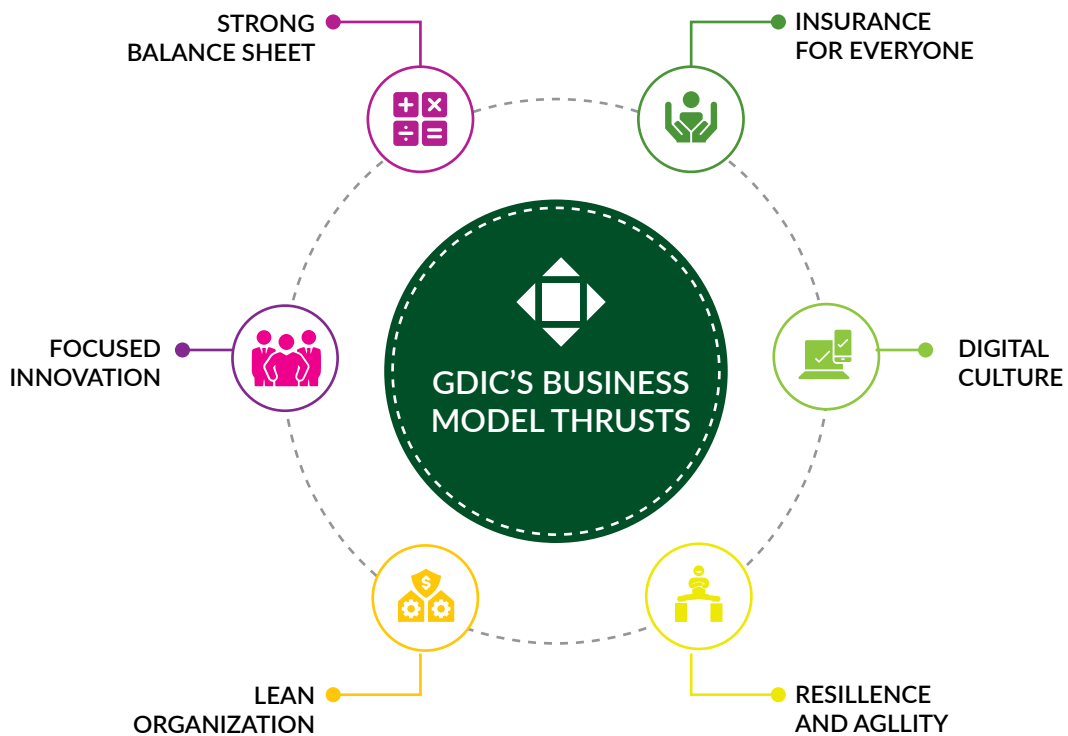 STRONG
BALANCE SHEET
INSURANCE
FOR EVERYONE
FOCUSED
INNOVATION
GDIC’S BUSINESS
MODEL THRUSTS
DIGITAL
CULTURE
LEAN
ORGANIZATION
RESILLENCE
AND AGLLITY
$